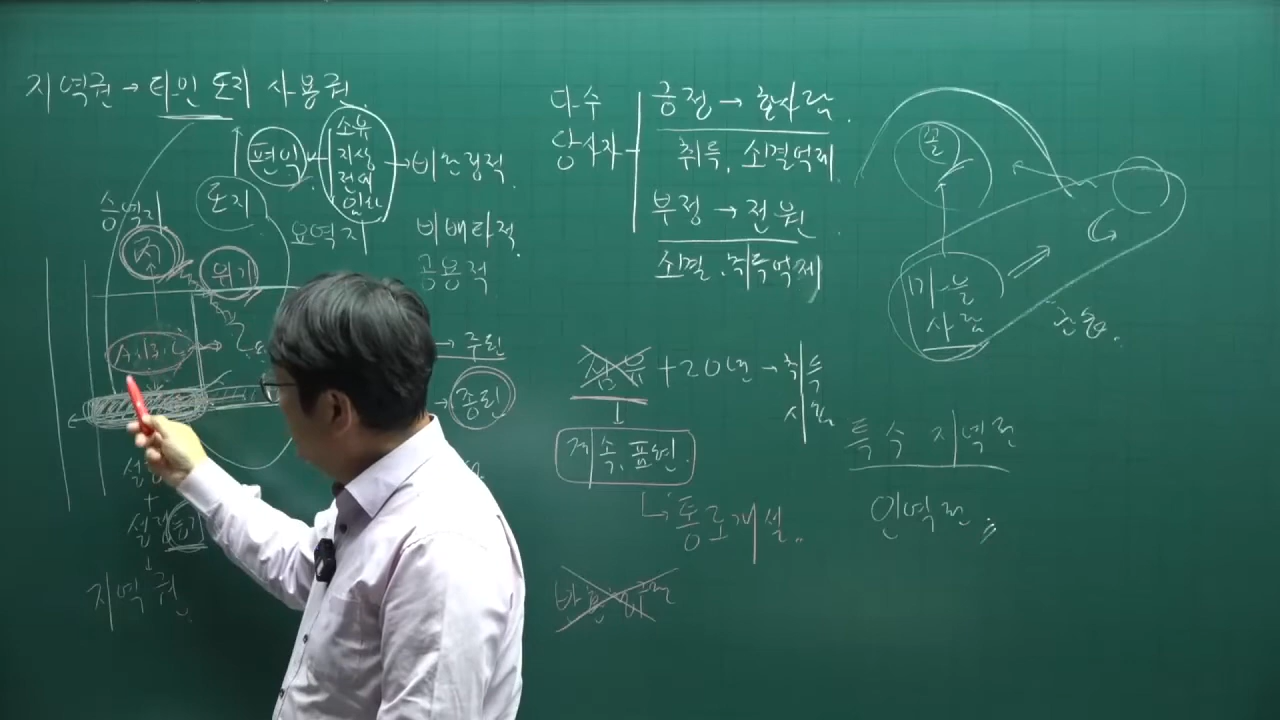 지역권 → 타인 토지 사용권
편익
소유
지상
전세
임차
→ 비한정적
토지
승역지
요역지
비배타적
공용적
위기
A, B, C
→ 주된
→ 종된
설
+
설정등기
↓
지역권
다수
당사자
긍정 → 한사람
취득, 소멸억제
부정 → 전원
소멸, 취득억제
점유 +20년 → 취득
시효
↓
계속, 표현
통로개설
마을
사람
관습
특수 지역권
인역권